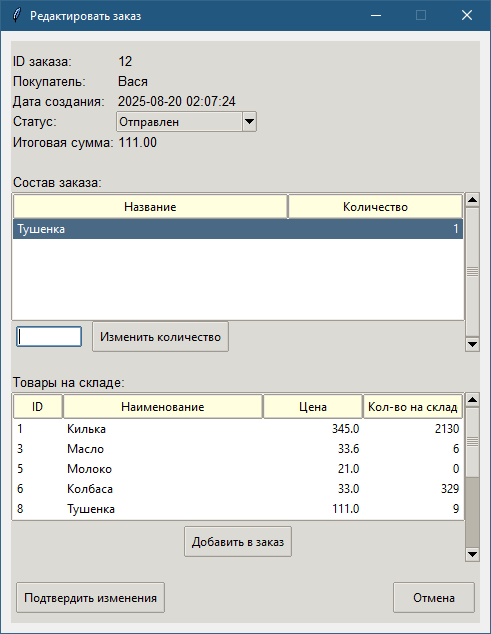 Редактировать заказ
ID заказа: 12
Покупатель: Вася
Дата создания: 2025-08-20 02:07:24
Статус: Отправлен
Итоговая сумма: 111.00
Состав заказа:
Название Количество
Тушенка 1
Изменить количество
Товары на складе:
ID Наименование Цена Кол-во на склад
1 Килька 345.0 2130
3 Масло 33.6 6
5 Молоко 21.0 0
6 Колбаса 33.0 329
8 Тушенка 111.0 9
Добавить в заказ
Подтвердить изменения Отмена